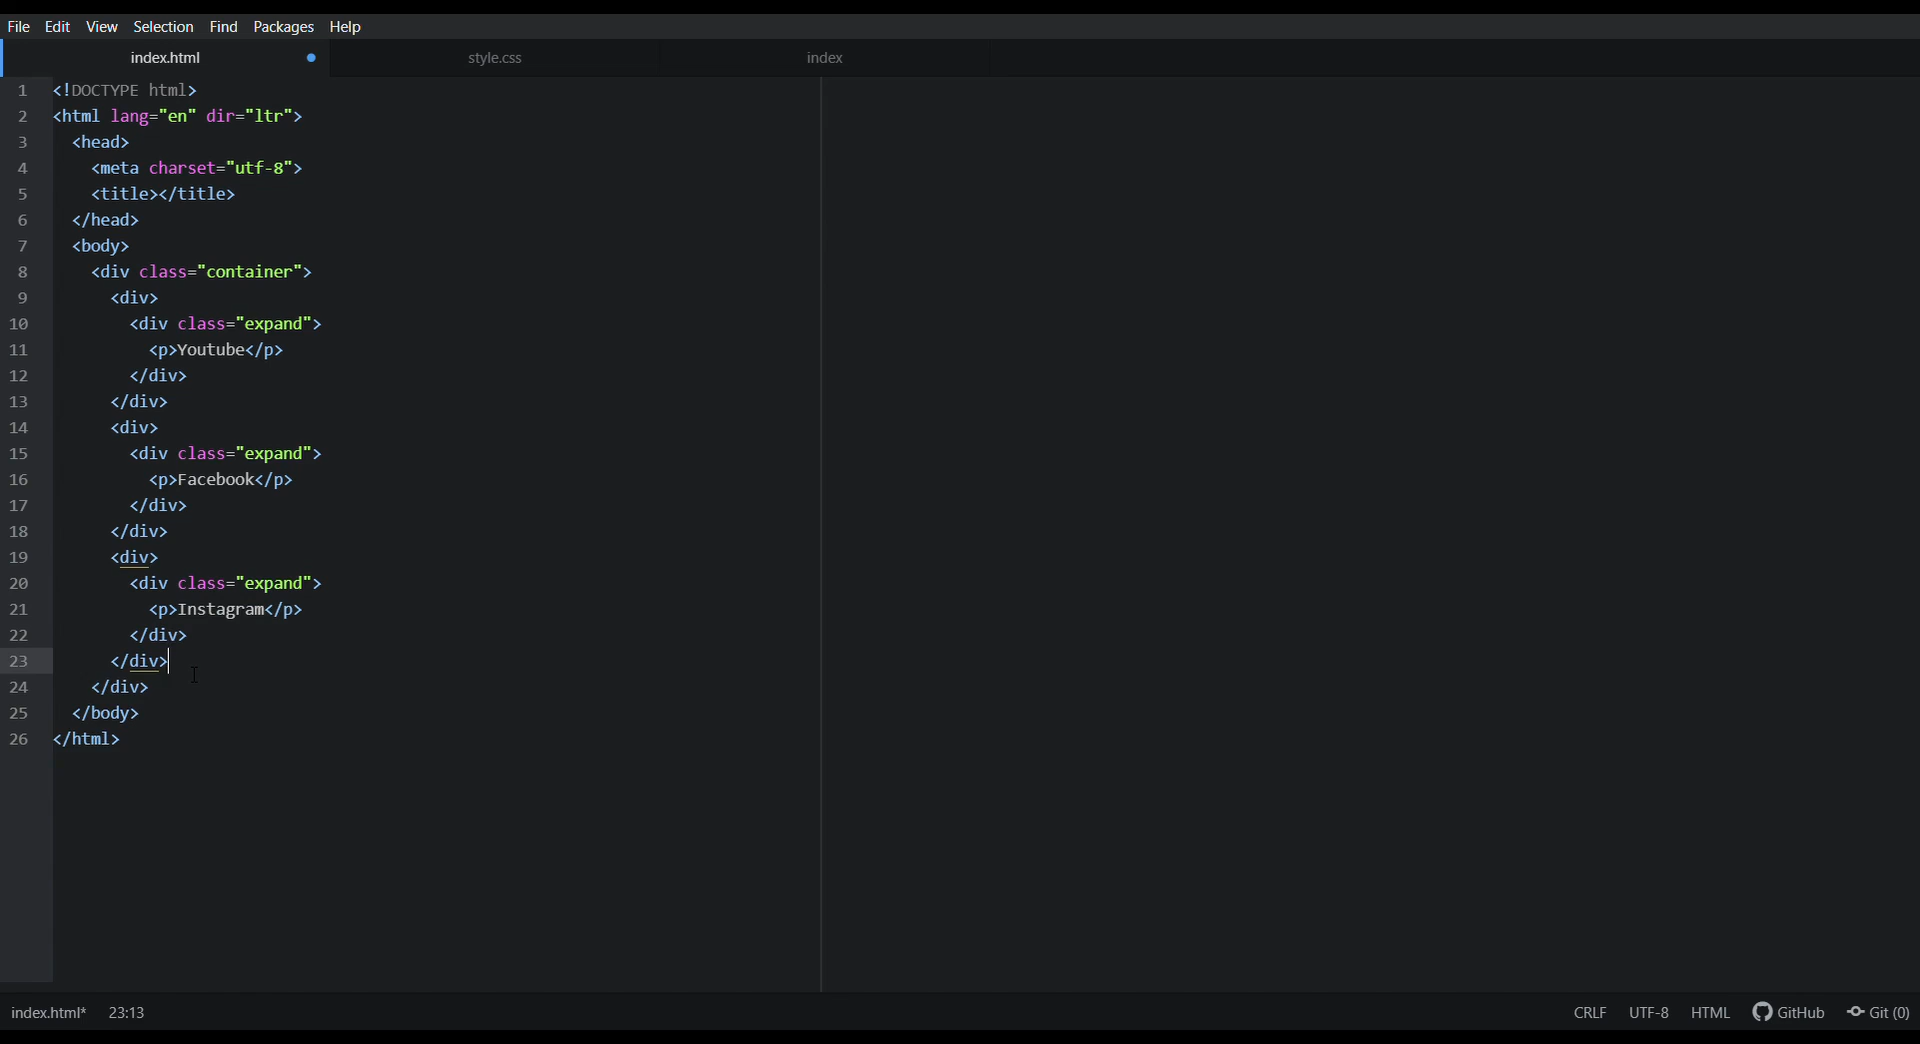 File Edit View Selection Find Packages Help
index.html style.css index
1 <!DOCTYPE html>
2 <html lang="en" dir="ltr">
3 <head>
4 <meta charset="utf-8">
5 <title></title>
6 </head>
7 <body>
8 <div class="container">
9 <div>
10 <div class="expand">
11 <p>Youtube</p>
12 </div>
13 </div>
14 <div>
15 <div class="expand">
16 <p>Facebook</p>
17 </div>
18 </div>
19 <div>
20 <div class="expand">
21 <p>Instagram</p>
22 </div>
23 </div>
24 </div>
25 </body>
26 </html>
index.html* 23:13 CRLF UTF-8 HTML GitHub Git (0)